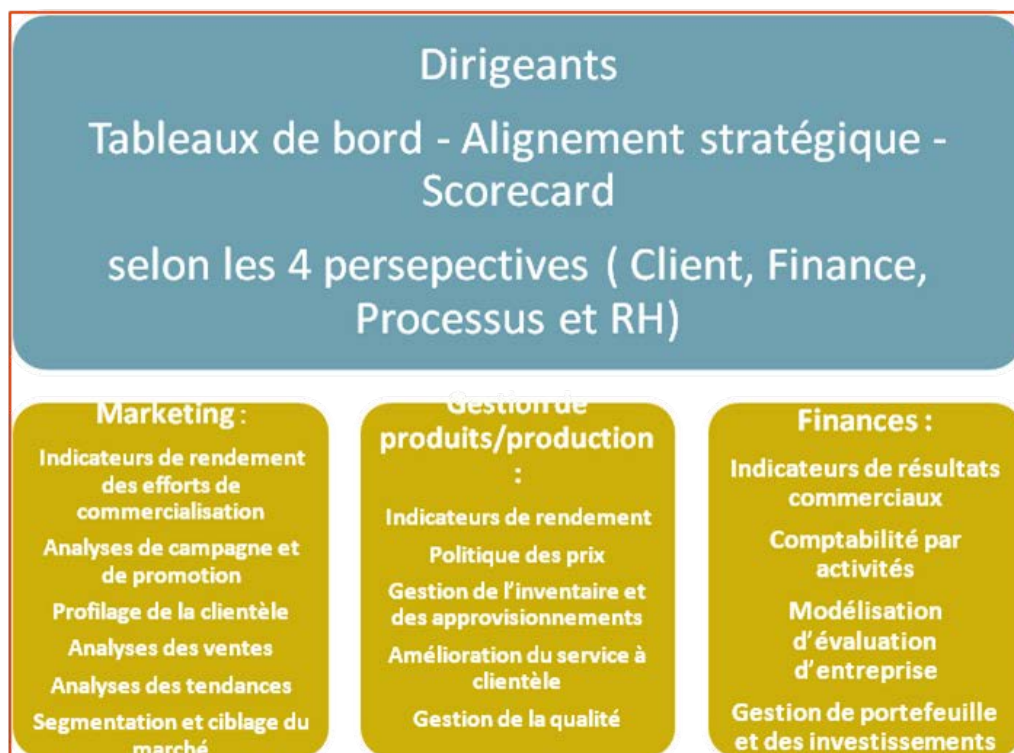 Dirigeants
Tableaux de bord - Alignement stratégique -
Scorecard
selon les 4 persepectives ( Client, Finance,
Processus et RH)
Marketing :
Indicateurs de rendement
des efforts de
commercialisation
Analyses de campagne et
de promotion
Profilage de la clientèle
Analyses des ventes
Analyses des tendances
Segmentation et ciblage du
marché
Gestion de
produits/production
:
Indicateurs de rendement
Politique des prix
Gestion de l'inventaire et
des approvisionnements
Amélioration du service à
clientèle
Gestion de la qualité
Finances :
Indicateurs de résultats
commerciaux
Comptabilité par
activités
Modélisation
d'évaluation
d'entreprise
Gestion de portefeuille
et des investissements